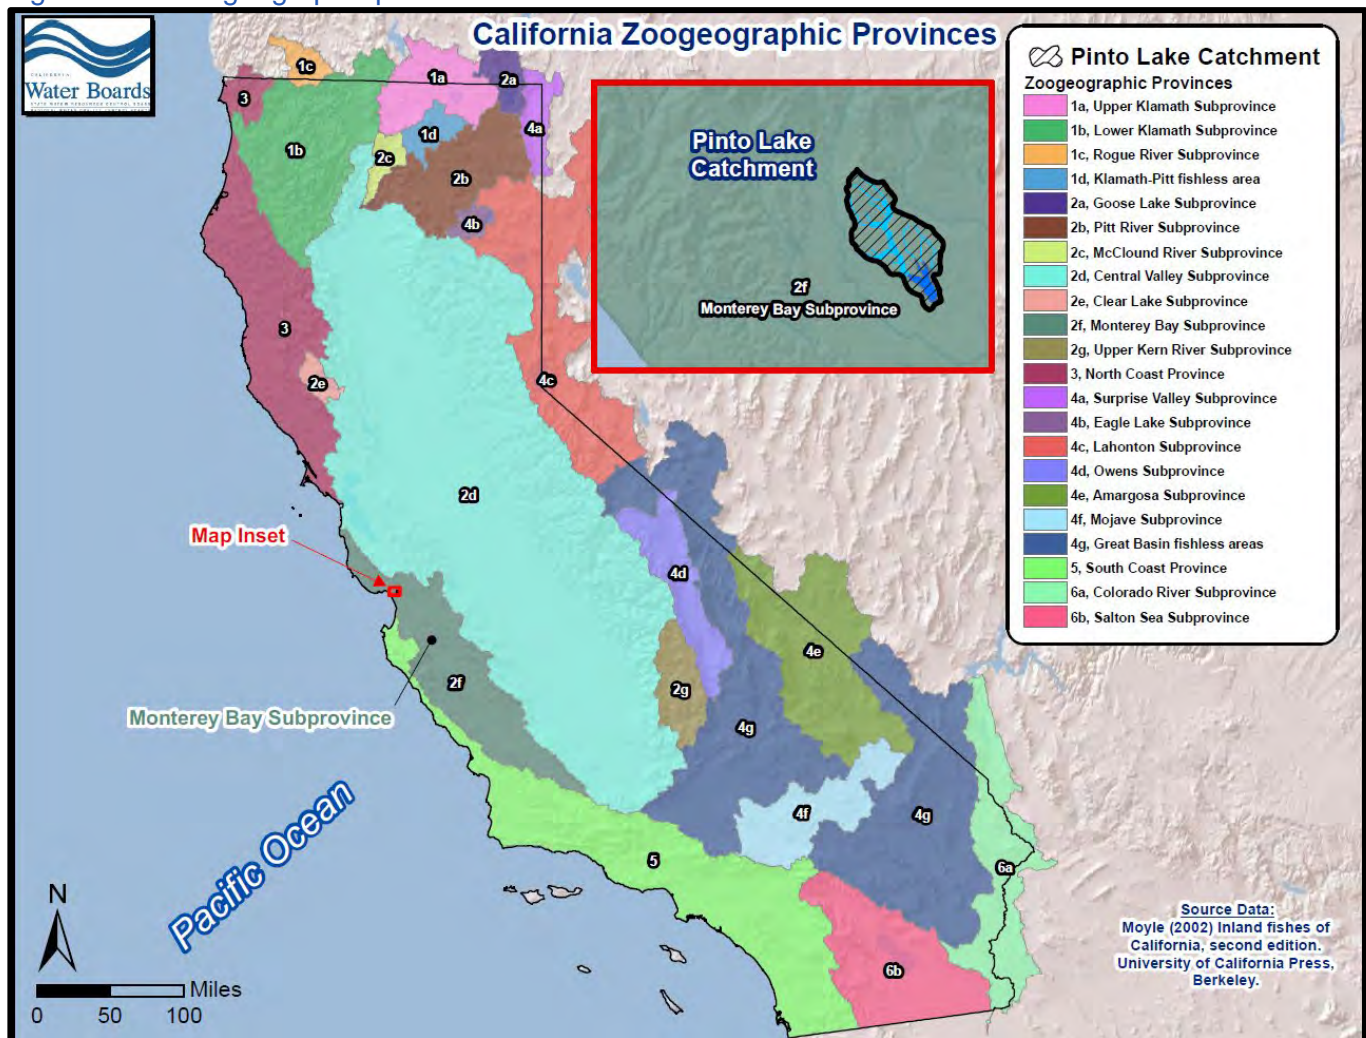 CALIFORNIA
Water Boards
California Zoogeographic Provinces
Pinto Lake Catchment
Zoogeographic Provinces
1a, Upper Klamath Subprovince
1b, Lower Klamath Subprovince
1c, Rogue River Subprovince
1d, Klamath-Pitt fishless area
2a, Goose Lake Subprovince
2b, Pitt River Subprovince
2c, McClound River Subprovince
2d, Central Valley Subprovince
2e, Clear Lake Subprovince
2f, Monterey Bay Subprovince
2g, Upper Kern River Subprovince
3, North Coast Province
4a, Surprise Valley Subprovince
4b, Eagle Lake Subprovince
4c, Lahonton Subprovince
4d, Owens Subprovince
4e, Amargosa Subprovince
4f, Mojave Subprovince
4g, Great Basin fishless areas
5, South Coast Province
6a, Colorado River Subprovince
6b, Salton Sea Subprovince
Pinto Lake
Catchment
2f
Monterey Bay Subprovince
1c
1a
2a
3
4a
1d
1b
2c
2b
4b
3
2e
4c
2d
Map Inset
4d
4e
2f
2g
Monterey Bay Subprovince
4g
4f
4g
5
6a
6b
Pacific Ocean
N
Miles
0 50 100
Source Data:
Moyle (2002) Inland fishes of
California, second edition.
University of California Press,
Berkeley.